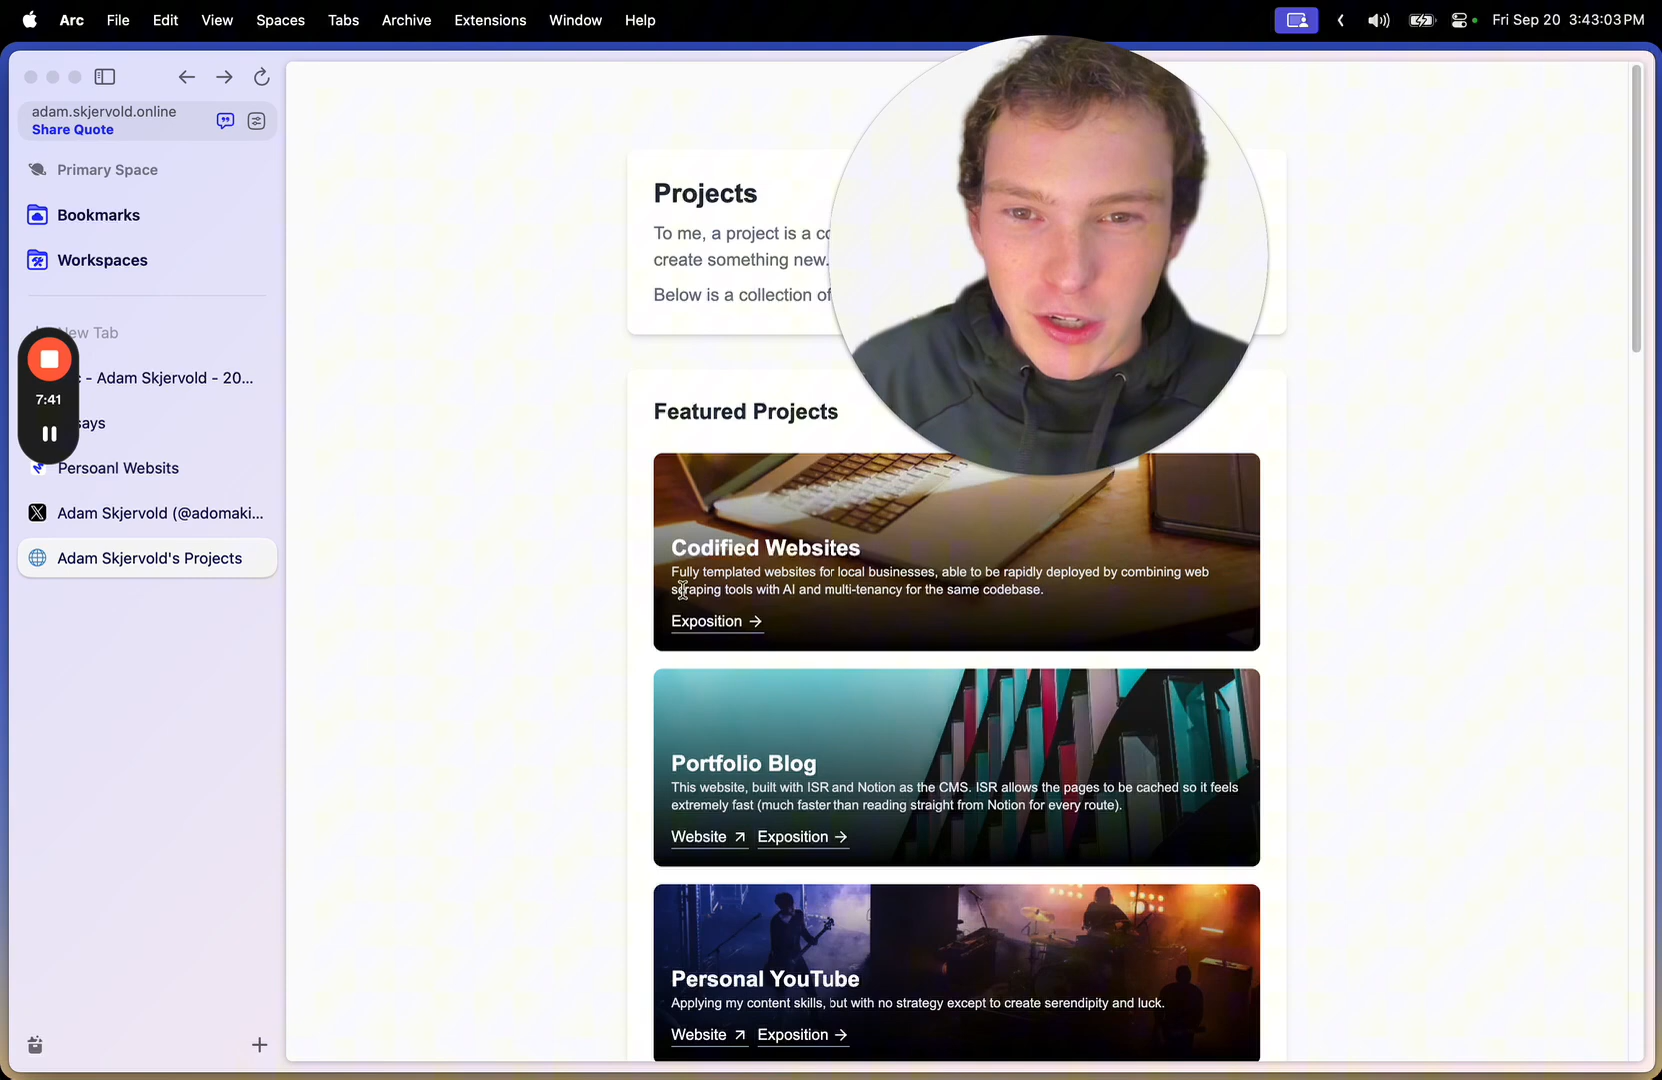 Arc File Edit View Spaces Tabs Archive Extensions Window Help
Fri Sep 20 3:43:03 PM
adam.skjervold.online
Share Quote
Primary Space
Bookmarks
Workspaces
New Tab
- Adam Skjervold - 20...
7:41
Persoanl Websits
Adam Skjervold (@adomaki...
Adam Skjervold's Projects
Projects
To me, a project is a
create something new.
Below is a collection of
Featured Projects
Codified Websites
Fully templated websites for local businesses, able to be rapidly deployed by combining web
scraping tools with AI and multi-tenancy for the same codebase.
Exposition →
Portfolio Blog
This website, built with ISR and Notion as the CMS. ISR allows the pages to be cached so it feels
extremely fast (much faster than reading straight from Notion for every route).
Website ↗ Exposition →
Personal YouTube
Applying my content skills, but with no strategy except to create serendipity and luck.
Website ↗ Exposition →